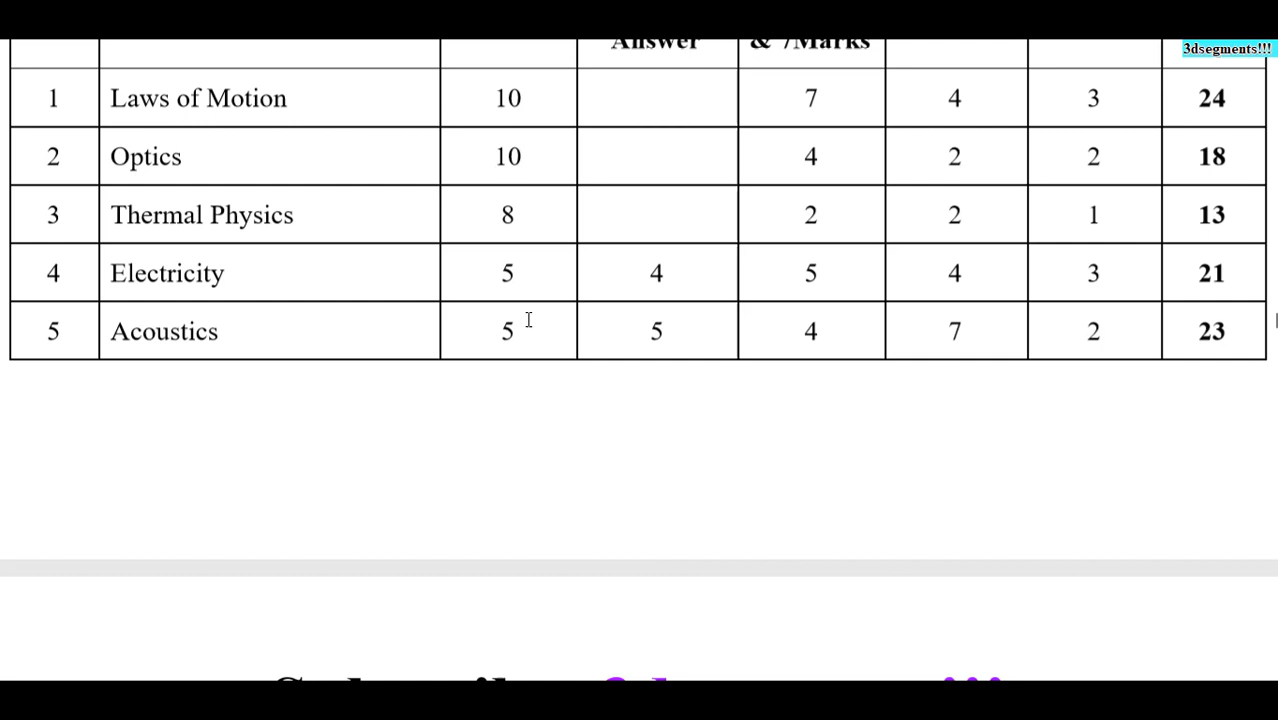 Answer & 7/Marks
3dsegments!!!
1 Laws of Motion 10 7 4 3 24
2 Optics 10 4 2 2 18
3 Thermal Physics 8 2 2 1 13
4 Electricity 5 4 5 4 3 21
5 Acoustics 5 5 4 7 2 23